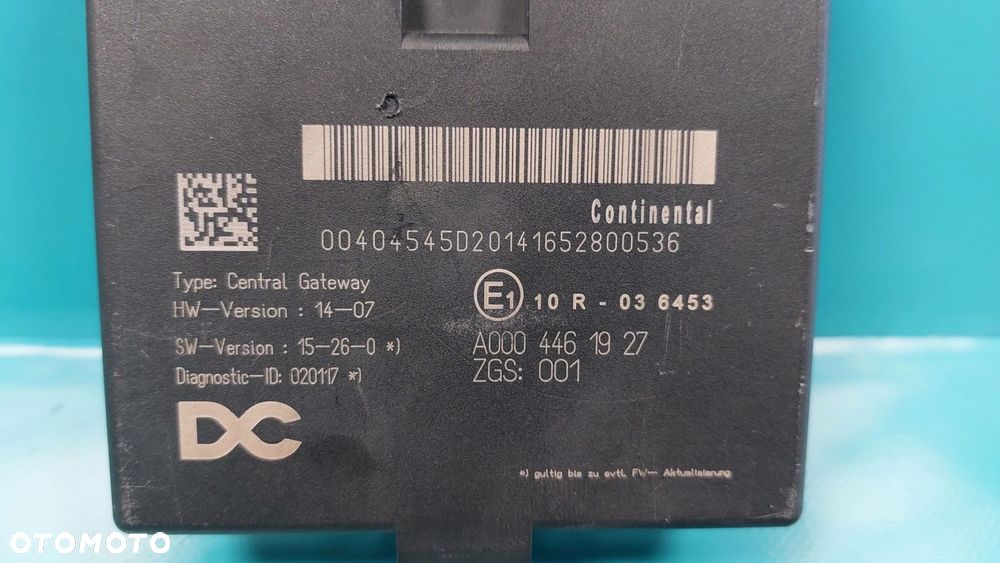 Continental
00404545D20141652800536
Type: Central Gateway
HW-Version : 14-07
E1 10 R - 03 6453
SW-Version : 15-26-0 *)
A000 446 19 27
Diagnostic-ID: 020117 *)
ZGS: 001
DC
*) gultig bis zu evtl. FW- Aktualisierung
OTOMOTO